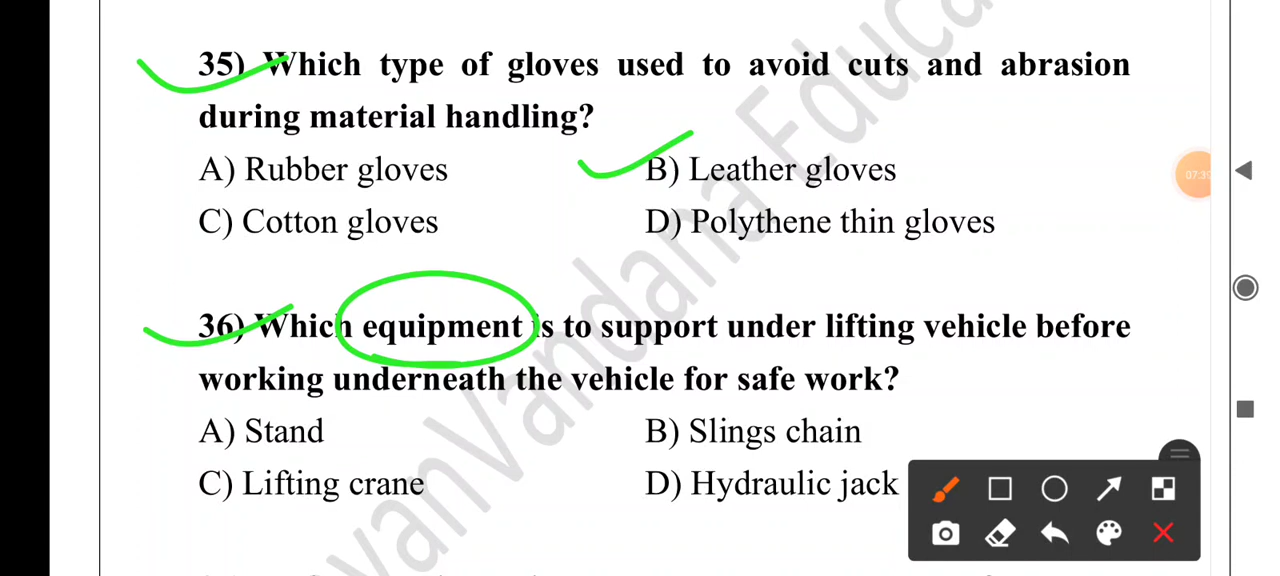 35) Which type of gloves used to avoid cuts and abrasion
during material handling?
A) Rubber gloves B) Leather gloves
C) Cotton gloves D) Polythene thin gloves
36) Which equipment is to support under lifting vehicle before
working underneath the vehicle for safe work?
A) Stand B) Slings chain
C) Lifting crane D) Hydraulic jack